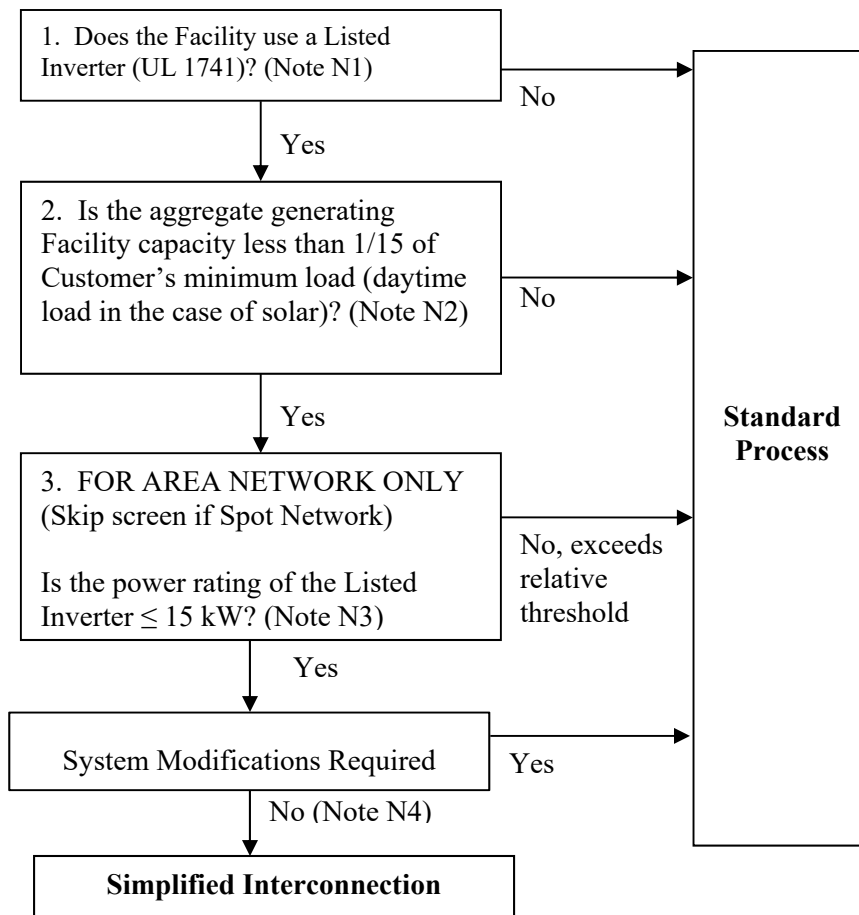 1. Does the Facility use a Listed
Inverter (UL 1741)? (Note N1)
No
Yes
2. Is the aggregate generating
Facility capacity less than 1/15 of
Customer’s minimum load (daytime
load in the case of solar)? (Note N2)
No
Yes
Standard
Process
3. FOR AREA NETWORK ONLY
(Skip screen if Spot Network)
Is the power rating of the Listed
Inverter ≤ 15 kW? (Note N3)
No, exceeds
relative
threshold
Yes
System Modifications Required
Yes
No (Note N4)
Simplified Interconnection